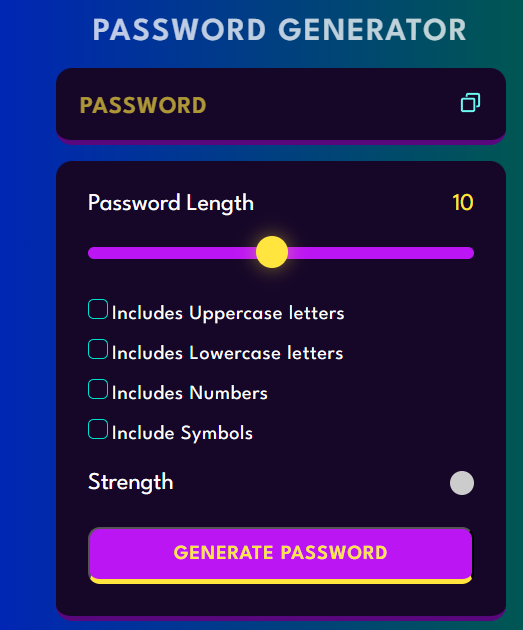 PASSWORD GENERATOR
PASSWORD
Password Length 10
Includes Uppercase letters
Includes Lowercase letters
Includes Numbers
Include Symbols
Strength
GENERATE PASSWORD